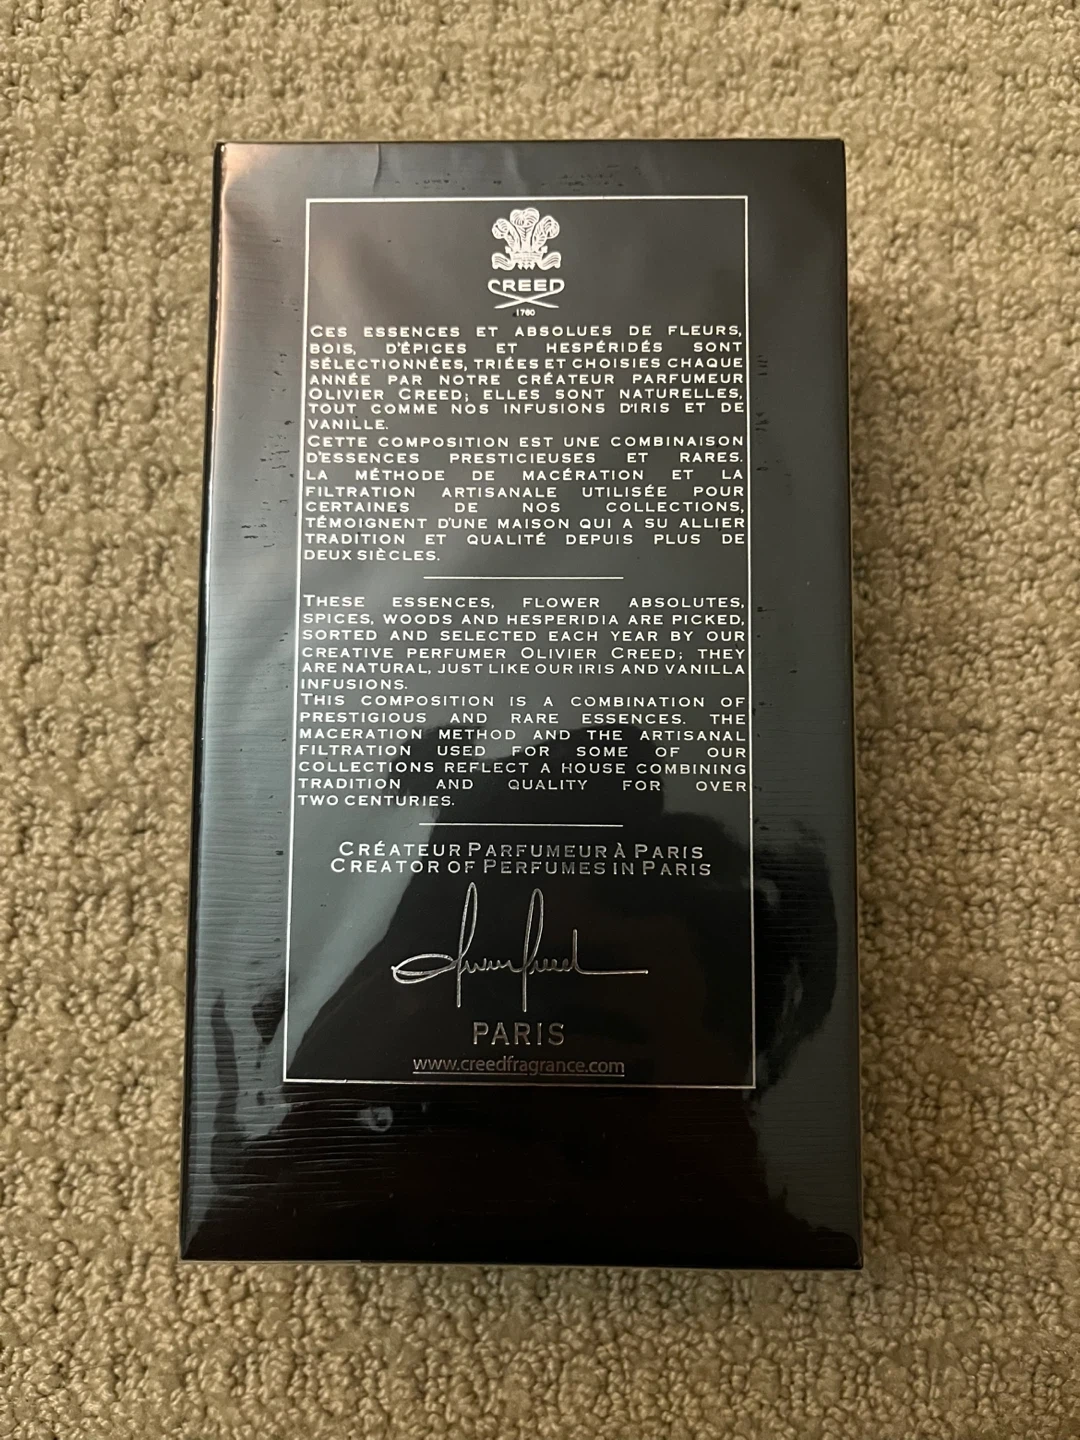 CREED
1760
CES ESSENCES ET ABSOLUES DE FLEURS,
BOIS, D'ÉPICES ET HESPÉRIDÉS SONT
SÉLECTIONNÉES, TRIÉES ET CHOISIES CHAQUE
ANNÉE PAR NOTRE CRÉATEUR PARFUMEUR
OLIVIER CREED; ELLES SONT NATURELLES,
TOUT COMME NOS INFUSIONS D'IRIS ET DE
VANILLE.
CETTE COMPOSITION EST UNE COMBINAISON
D'ESSENCES PRESTICIEUSES ET RARES.
LA MÉTHODE DE MACÉRATION ET LA
FILTRATION ARTISANALE UTILISÉE POUR
CERTAINES DE NOS COLLECTIONS,
TÉMOIGNENT D'UNE MAISON QUI A SU ALLIER
TRADITION ET QUALITÉ DEPUIS PLUS DE
DEUX SIÈCLES.
THESE ESSENCES, FLOWER ABSOLUTES,
SPICES, WOODS AND HESPERIDIA ARE PICKED,
SORTED AND SELECTED EACH YEAR BY OUR
CREATIVE PERFUMER OLIVIER CREED; THEY
ARE NATURAL, JUST LIKE OUR IRIS AND VANILLA
INFUSIONS.
THIS COMPOSITION IS A COMBINATION OF
PRESTIGIOUS AND RARE ESSENCES. THE
MACERATION METHOD AND THE ARTISANAL
FILTRATION USED FOR SOME OF OUR
COLLECTIONS REFLECT A HOUSE COMBINING
TRADITION AND QUALITY FOR OVER
TWO CENTURIES.
CRÉATEUR PARFUMEUR À PARIS
CREATOR OF PERFUMES IN PARIS
Olivier Creed
PARIS
www.creedfragrance.com